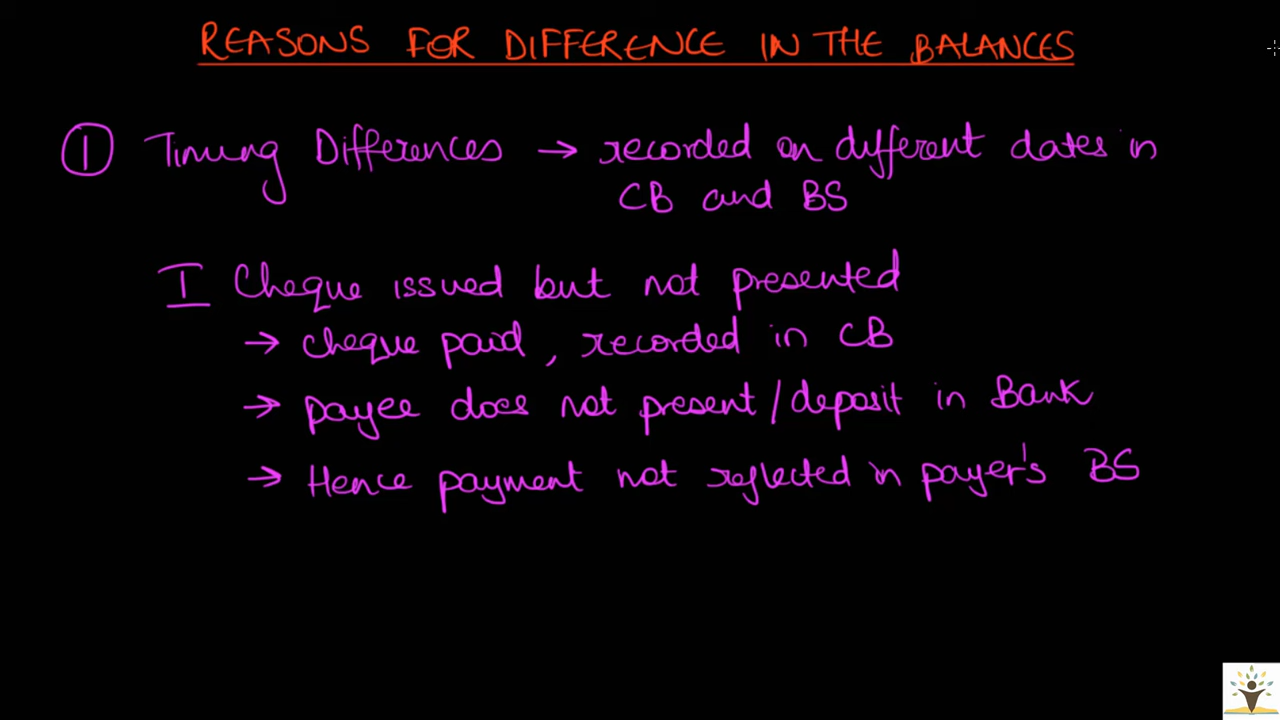 REASONS FOR DIFFERENCE IN THE BALANCES
① Timing Differences → recorded on different dates in
CB and BS
I Cheque issued but not presented
→ cheque paid, recorded in CB
→ payee does not present/deposit in Bank
→ Hence payment not reflected in payer's BS